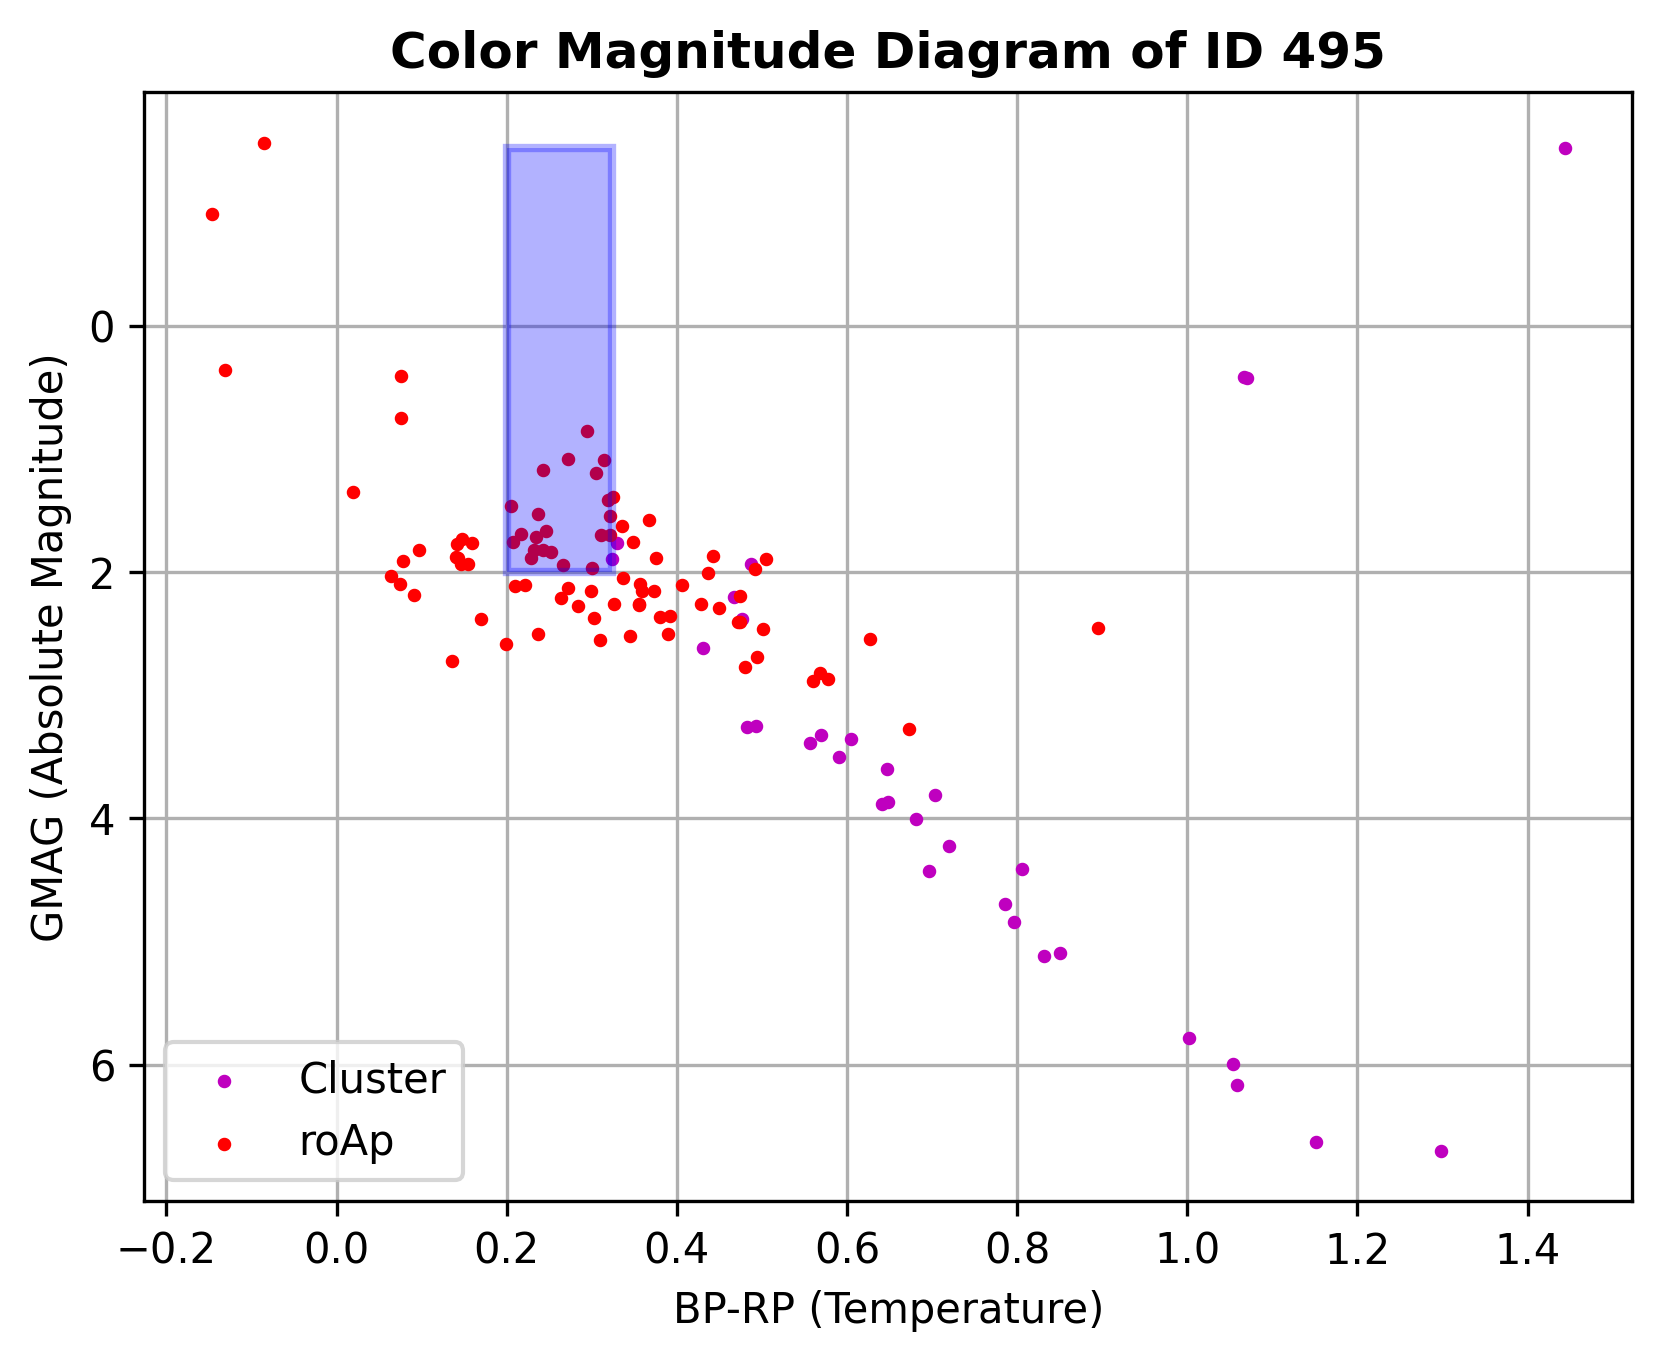 Color Magnitude Diagram of ID 495
GMAG (Absolute Magnitude)
0
2
4
6
Cluster
roAp
−0.2 0.0 0.2 0.4 0.6 0.8 1.0 1.2 1.4
BP-RP (Temperature)